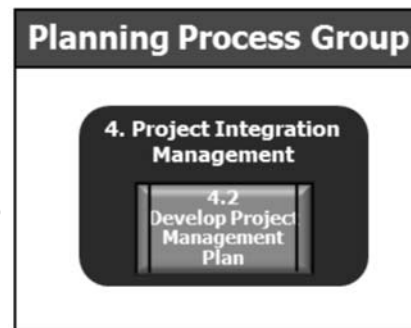 Planning Process Group
4. Project Integration
Management
4.2
Develop Project
Management
Plan